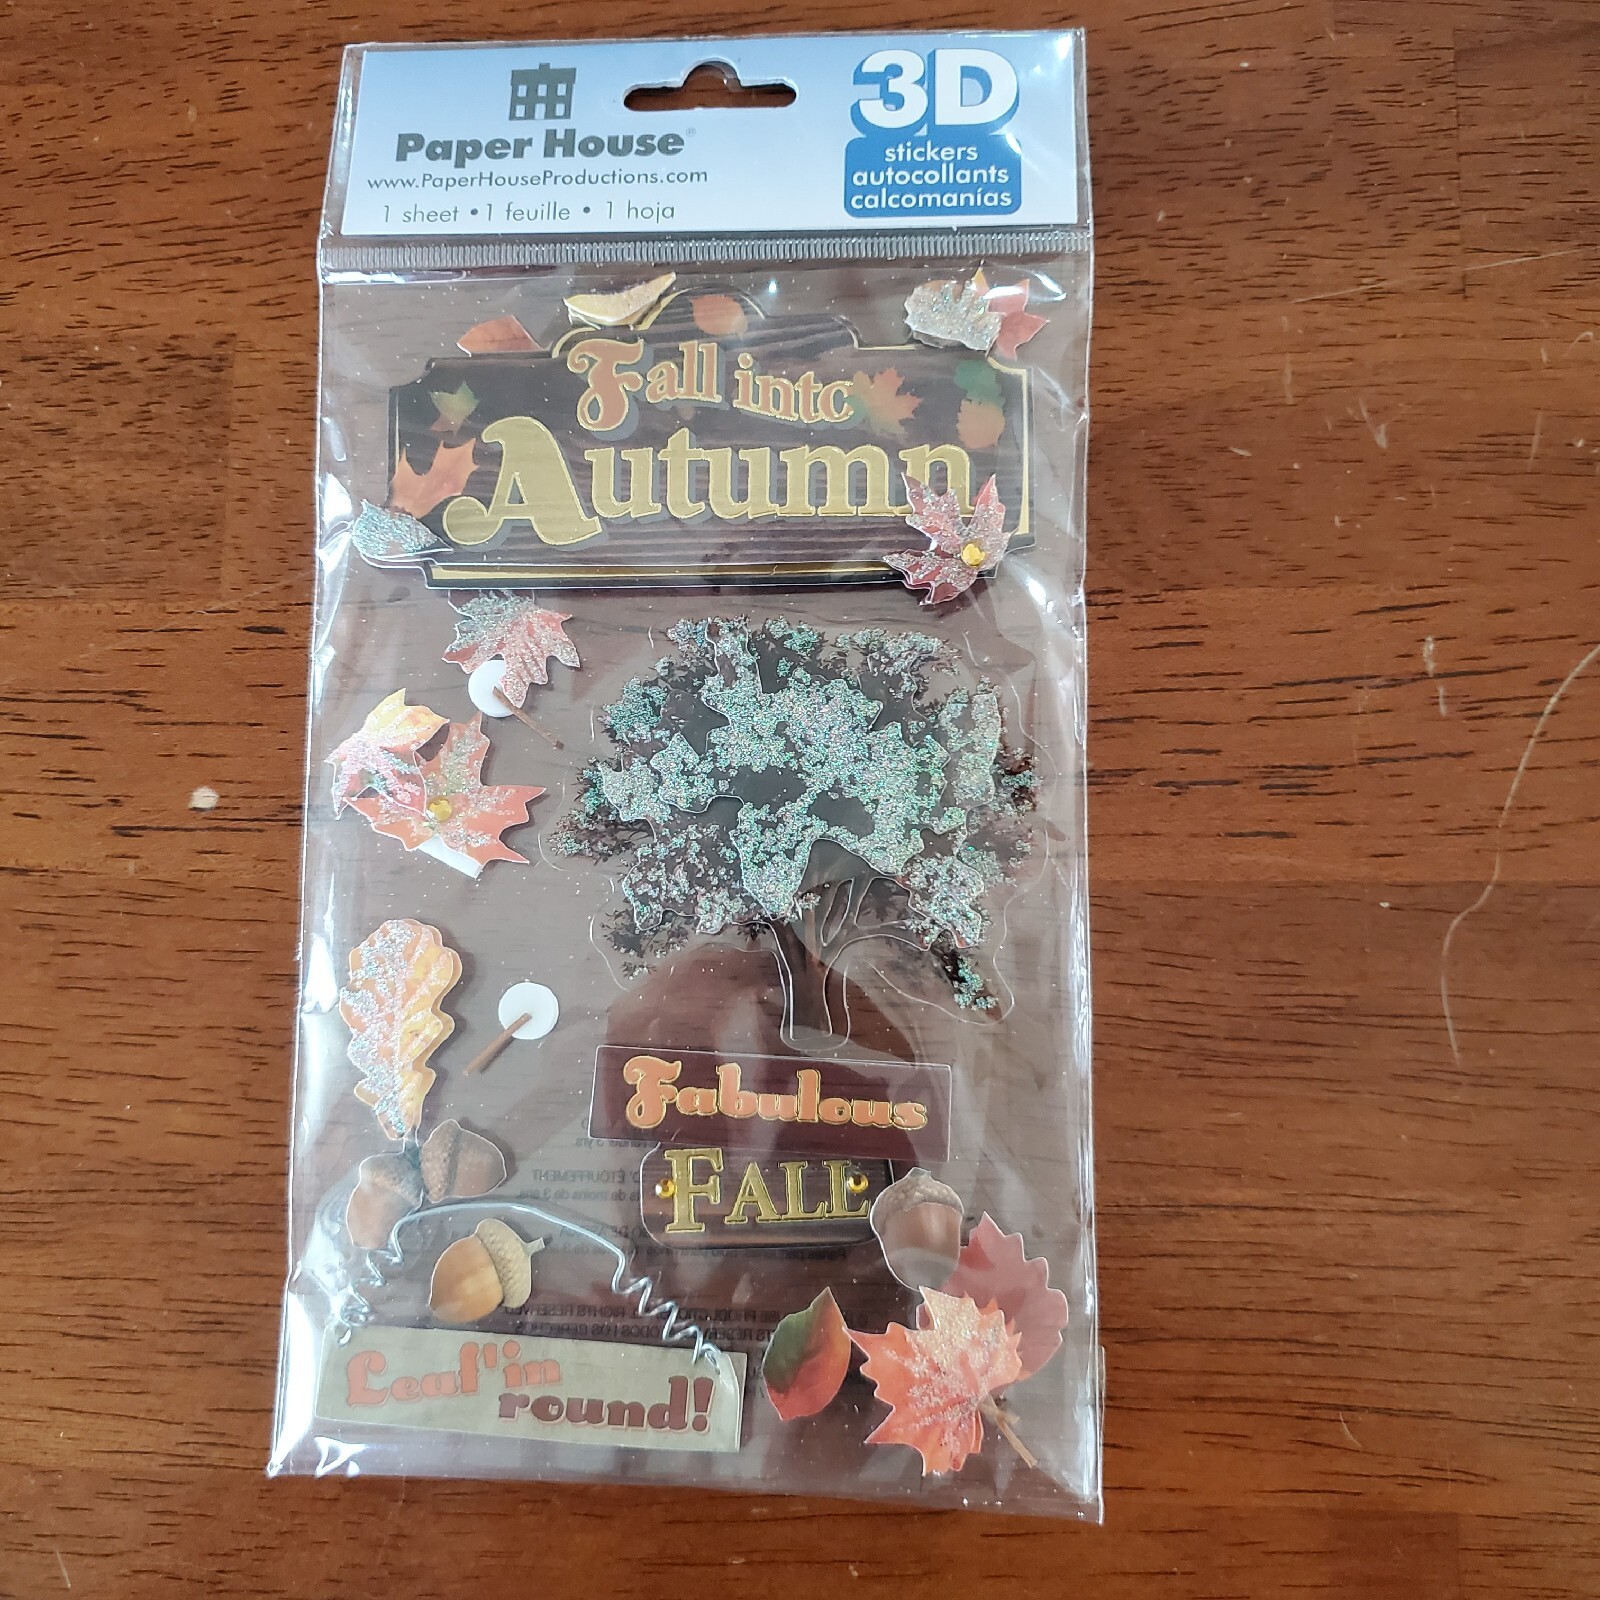 Paper House®
www.PaperHouseProductions.com
1 sheet • 1 feuille • 1 hoja
3D
stickers
autocollants
calcomanías
Fall into
Autumn
Fabulous
FALL
Leaf'in
round!